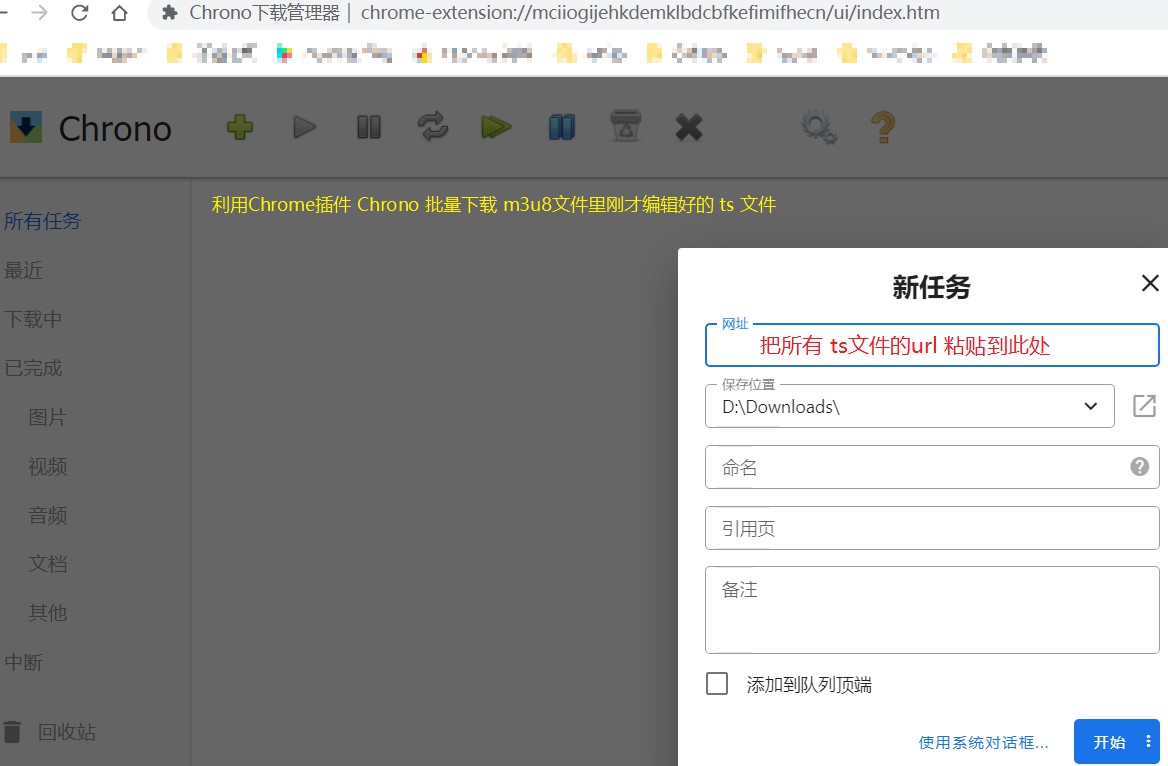 Chrono下载管理器 | chrome-extension://mciiogijehkdemklbdcbfkefimifhecn/ui/index.htm
Chrono
所有任务
最近
下载中
已完成
图片
视频
音频
文档
其他
中断
回收站
利用Chrome插件 Chrono 批量下载 m3u8文件里刚才编辑好的 ts 文件
新任务
网址
把所有 ts文件的url 粘贴到此处
保存位置
D:\Downloads\
命名
引用页
备注
添加到队列顶端
使用系统对话框...
开始